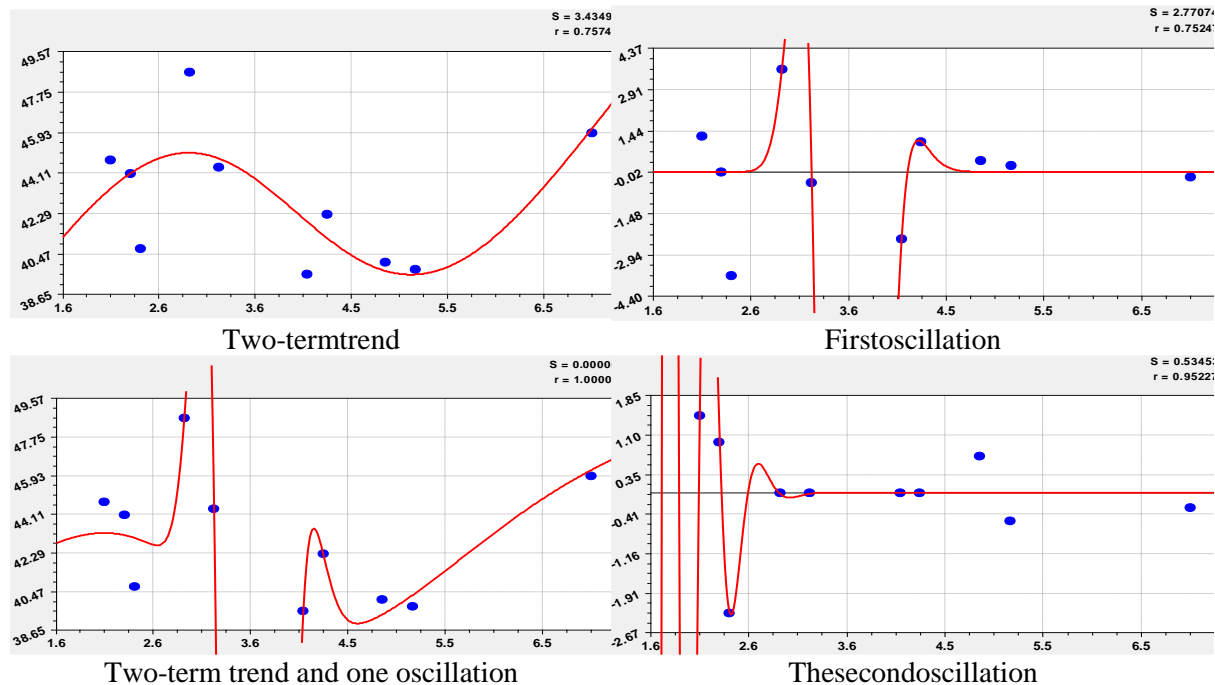 S = 3.4349
r = 0.7574
49.57
47.75
45.93
44.11
42.29
40.47
38.65
1.6 2.6 3.6 4.5 5.5 6.5
Two-termtrend
S = 2.77074
r = 0.75247
4.37
2.91
1.44
-0.02
-1.48
-2.94
-4.40
1.6 2.6 3.6 4.5 5.5 6.5
Firstoscillation
S = 0.0000
r = 1.0000
49.57
47.75
45.93
44.11
42.29
40.47
38.65
1.6 2.6 3.6 4.5 5.5 6.5
Two-term trend and one oscillation
S = 0.53453
r = 0.95227
1.85
1.10
0.35
-0.41
-1.16
-1.91
-2.67
1.6 2.6 3.6 4.5 5.5 6.5
Thesecondoscillation